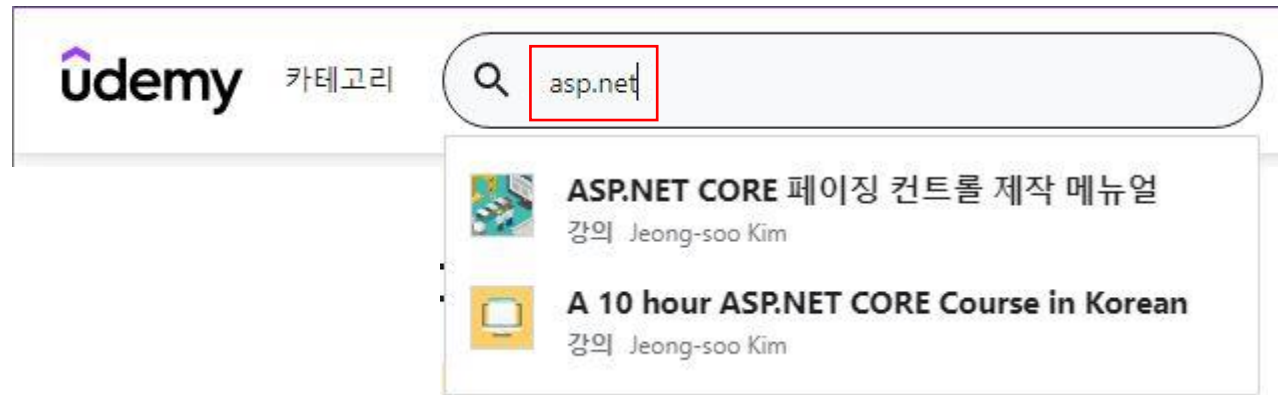 ûdemy 카테고리 asp.net
ASP.NET CORE 페이징 컨트롤 제작 메뉴얼
강의 Jeong-soo Kim
A 10 hour ASP.NET CORE Course in Korean
강의 Jeong-soo Kim